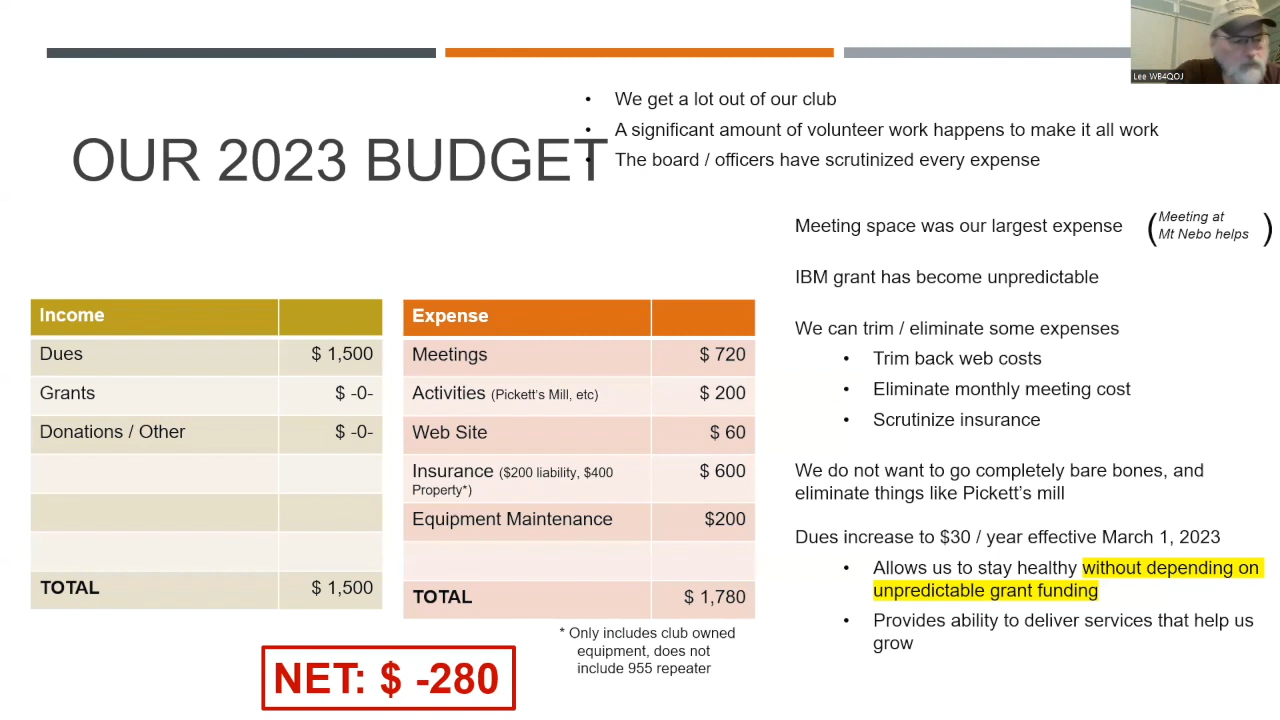 Lee WB4QOJ
• We get a lot out of our club
• A significant amount of volunteer work happens to make it all work
• The board / officers have scrutinized every expense
OUR 2023 BUDGET
Meeting space was our largest expense (Meeting at
Mt Nebo helps)
IBM grant has become unpredictable
We can trim / eliminate some expenses
• Trim back web costs
• Eliminate monthly meeting cost
• Scrutinize insurance
We do not want to go completely bare bones, and
eliminate things like Pickett's mill
Dues increase to $30 / year effective March 1, 2023
• Allows us to stay healthy without depending on
unpredictable grant funding
• Provides ability to deliver services that help us
grow
Income
Dues $ 1,500
Grants $ -0-
Donations / Other $ -0-
TOTAL $ 1,500
Expense
Meetings $ 720
Activities (Pickett's Mill, etc) $ 200
Web Site $ 60
Insurance ($200 liability, $400 $ 600
Property*)
Equipment Maintenance $200
TOTAL $ 1,780
* Only includes club owned
equipment, does not
include 955 repeater
NET: $ -280